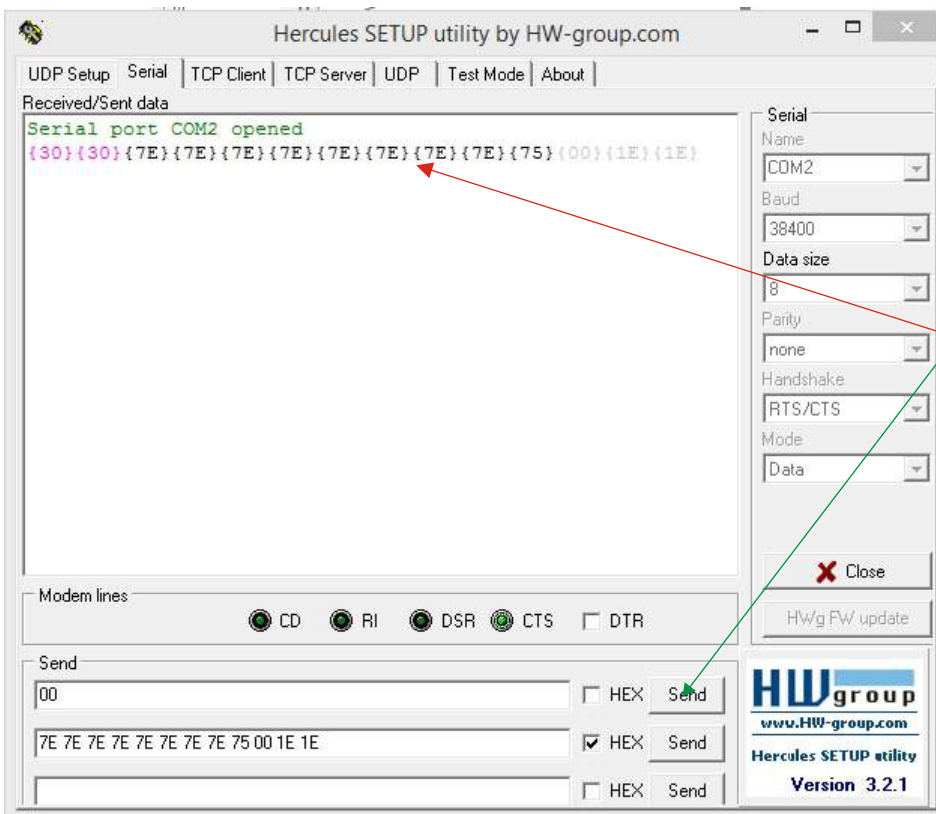 Hercules SETUP utility by HW-group.com
UDP Setup Serial TCP Client TCP Server UDP Test Mode About
Received/Sent data
Serial port COM2 opened
{30}{30}{7E}{7E}{7E}{7E}{7E}{7E}{7E}{7E}{75}{00}{1E}{1E}
Serial
Name
COM2
Baud
38400
Data size
8
Parity
none
Handshake
RTS/CTS
Mode
Data
Close
HWg FW update
Modem lines
CD RI DSR CTS DTR
Send
00 HEX Send
7E 7E 7E 7E 7E 7E 7E 7E 75 00 1E 1E HEX Send
HEX Send
HW group
www.HW-group.com
Hercules SETUP utility
Version 3.2.1